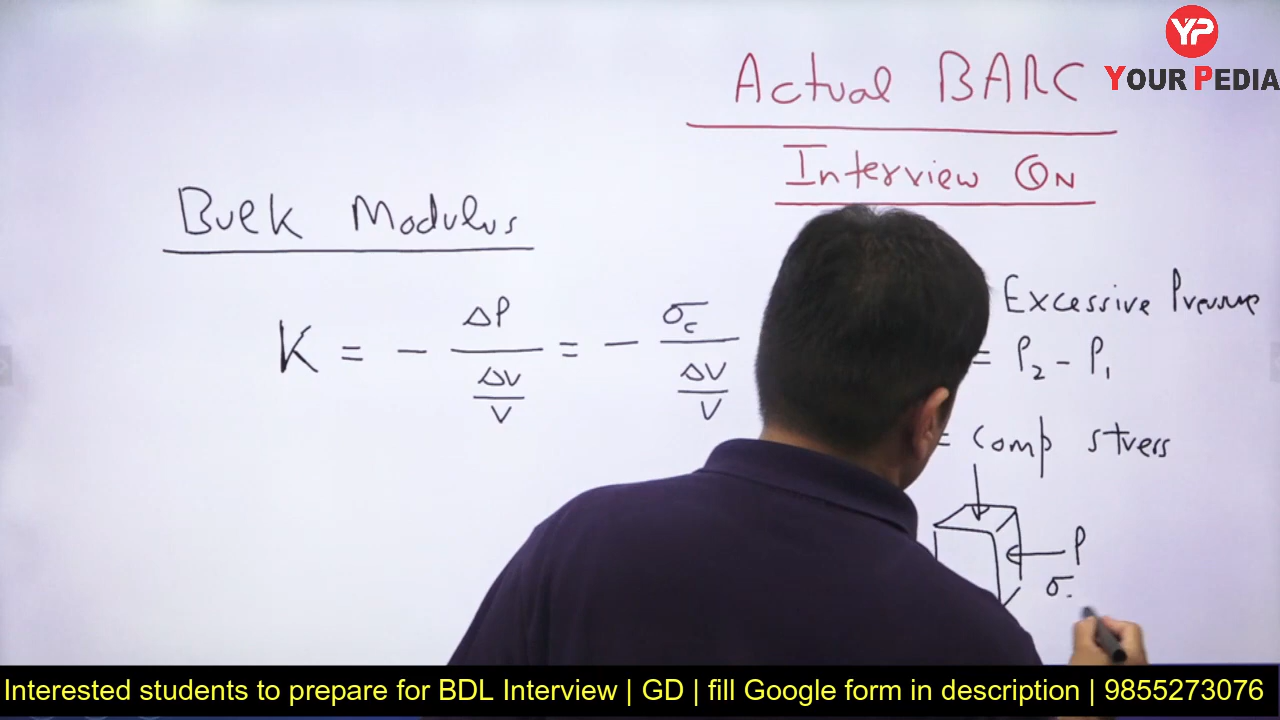 YP
YOUR PEDIA
Actual BARC
Interview QN
Bulk Modulus
K = - ΔP / (ΔV / V) = - σc / (ΔV / V)
Excessive Pressure
= P2 - P1
= comp stress
P
σ
Interested students to prepare for BDL Interview | GD | fill Google form in description | 9855273076